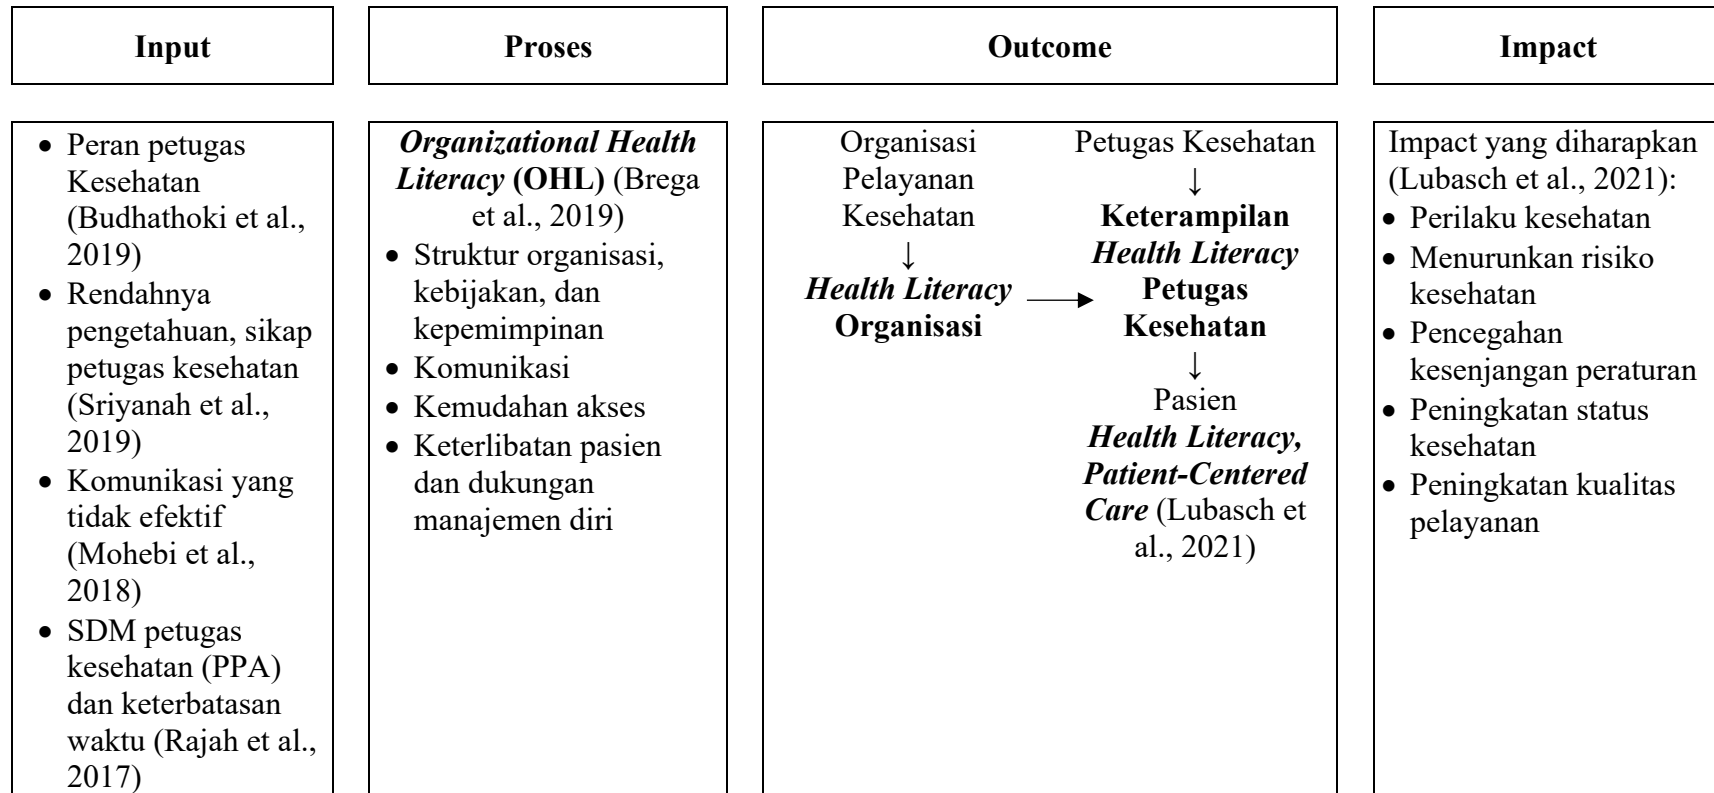 Input
Proses
Outcome
Impact
• Peran petugas
Kesehatan
(Budhathoki et al.,
2019)
• Rendahnya
pengetahuan, sikap
petugas kesehatan
(Sriyanah et al.,
2019)
• Komunikasi yang
tidak efektif
(Mohebi et al.,
2018)
• SDM petugas
kesehatan (PPA)
dan keterbatasan
waktu (Rajah et al.,
2017)
Organizational Health
Literacy (OHL) (Brega
et al., 2019)
• Struktur organisasi,
kebijakan, dan
kepemimpinan
• Komunikasi
• Kemudahan akses
• Keterlibatan pasien
dan dukungan
manajemen diri
Organisasi
Pelayanan
Kesehatan
↓
Health Literacy
Organisasi
Petugas Kesehatan
↓
Keterampilan
Health Literacy
Petugas
Kesehatan
↓
Pasien
Health Literacy,
Patient-Centered
Care (Lubasch et
al., 2021)
Impact yang diharapkan
(Lubasch et al., 2021):
• Perilaku kesehatan
• Menurunkan risiko
kesehatan
• Pencegahan
kesenjangan peraturan
• Peningkatan status
kesehatan
• Peningkatan kualitas
pelayanan